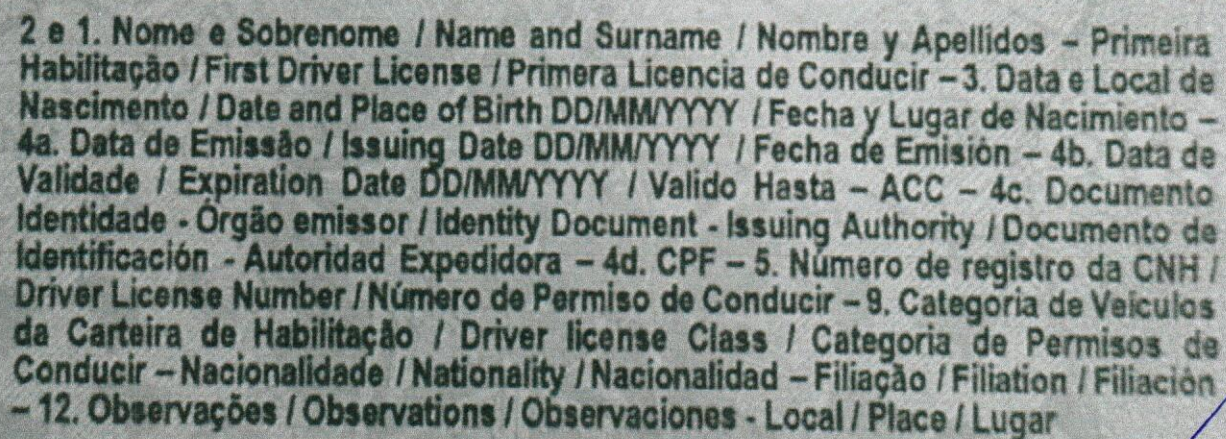 2 e 1. Nome e Sobrenome / Name and Surname / Nombre y Apellidos – Primeira
Habilitação / First Driver License / Primera Licencia de Conducir – 3. Data e Local de
Nascimento / Date and Place of Birth DD/MM/YYYY / Fecha y Lugar de Nacimiento –
4a. Data de Emissão / Issuing Date DD/MM/YYYY / Fecha de Emisión – 4b. Data de
Validade / Expiration Date DD/MM/YYYY / Valido Hasta – ACC – 4c. Documento
Identidade - Órgão emissor / Identity Document - Issuing Authority / Documento de
Identificación - Autoridad Expedidora – 4d. CPF – 5. Número de registro da CNH /
Driver License Number / Número de Permiso de Conducir – 9. Categoria de Veículos
da Carteira de Habilitação / Driver license Class / Categoria de Permisos de
Conducir – Nacionalidade / Nationality / Nacionalidad – Filiação / Filiation / Filiación
– 12. Observações / Observations / Observaciones - Local / Place / Lugar